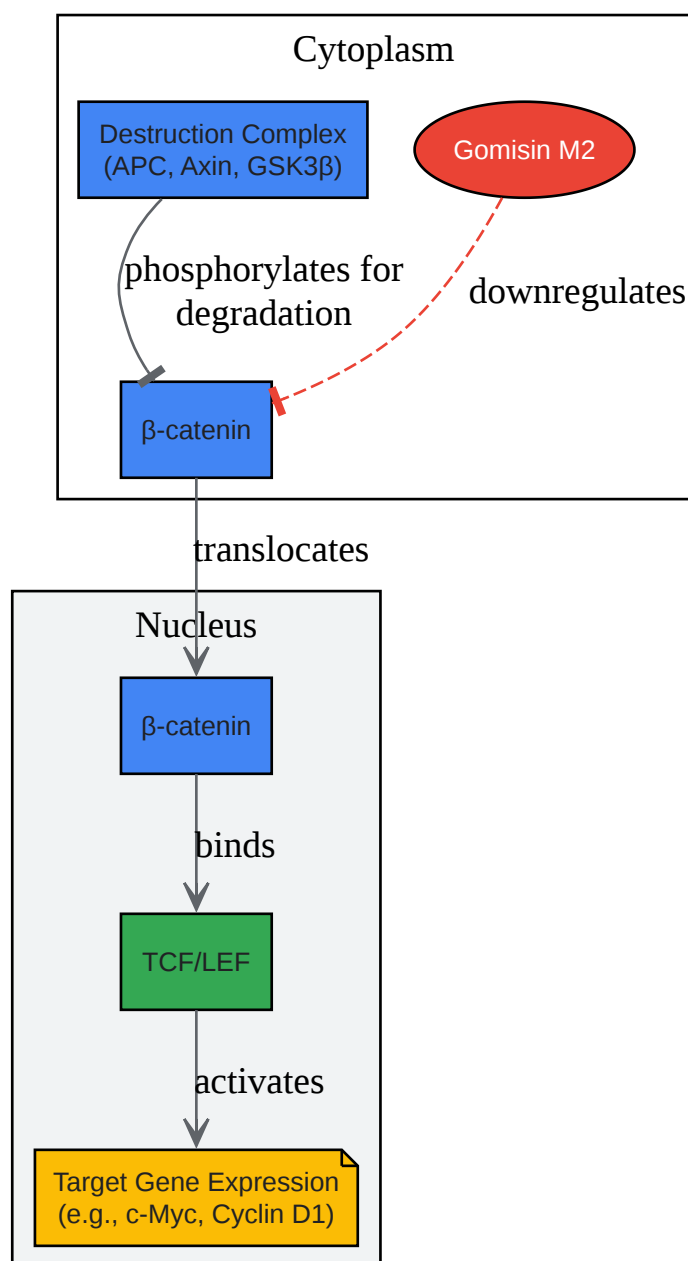 Cytoplasm
Destruction Complex
(APC, Axin, GSK3β)
Gomisin M2
phosphorylates for
degradation
downregulates
β-catenin
translocates
Nucleus
β-catenin
binds
TCF/LEF
activates
Target Gene Expression
(e.g., c-Myc, Cyclin D1)